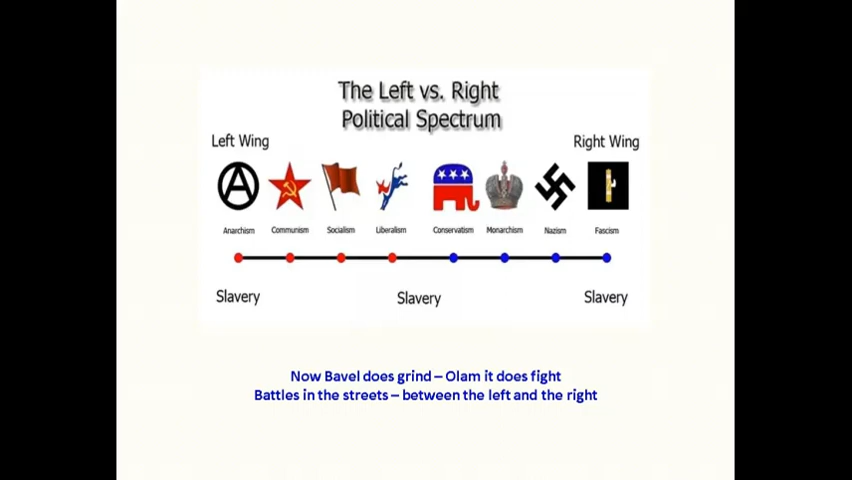 The Left vs. Right
Political Spectrum
Left Wing
Right Wing
Anarchism
Communism
Socialism
Liberalism
Conservatism
Monarchism
Nazism
Fascism
Slavery
Slavery
Slavery
Now Bavel does grind – Olam it does fight
Battles in the streets – between the left and the right